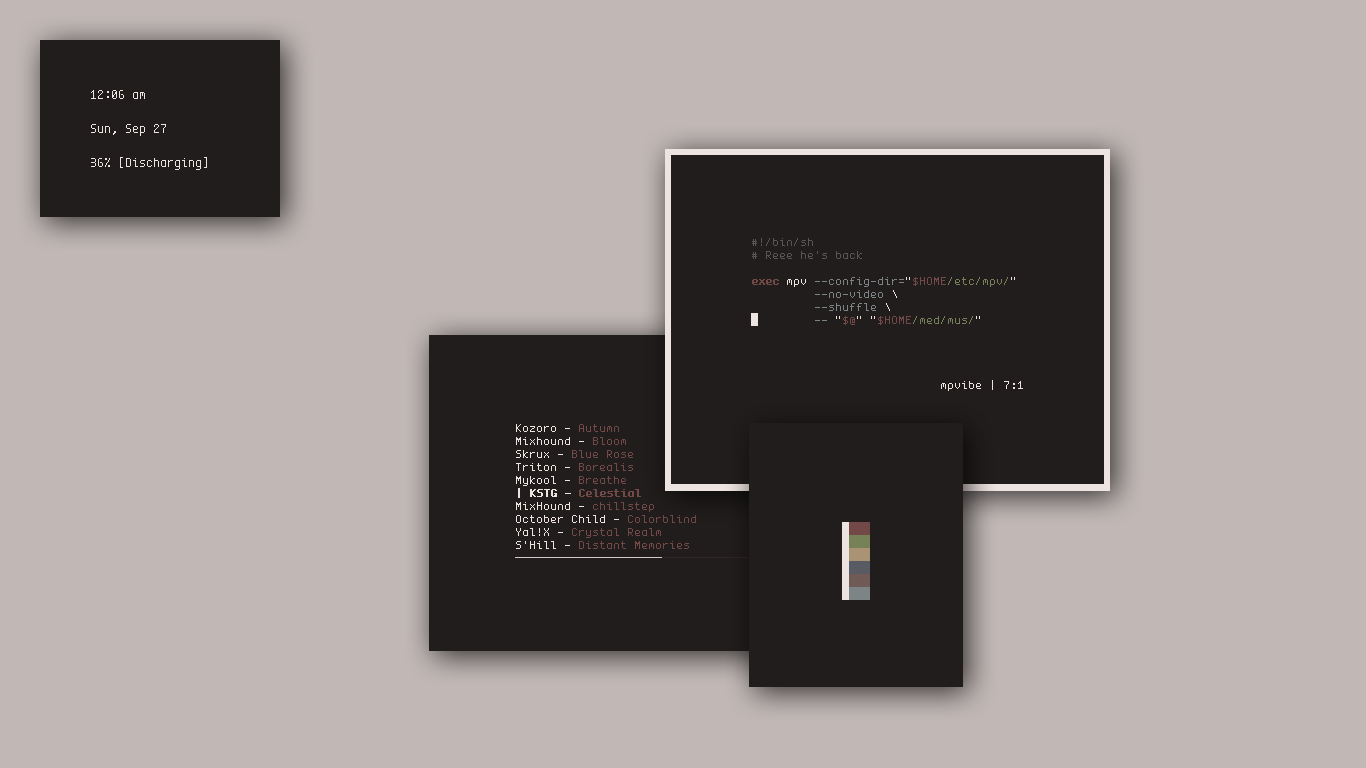 12:06 am
Sun, Sep 27
36% [Discharging]
#!/bin/sh
# Reee he's back
exec mpv --config-dir="$HOME/etc/mpv/"
--no-video \
--shuffle \
-- "$@" "$HOME/med/mus/"
mpvibe | 7:1
Kozoro - Autumn
Mixhound - Bloom
Skrux - Blue Rose
Triton - Borealis
Mykool - Breathe
| KSTG - Celestial
MixHound - chillstep
October Child - Colorblind
Yal!X - Crystal Realm
S'Hill - Distant Memories